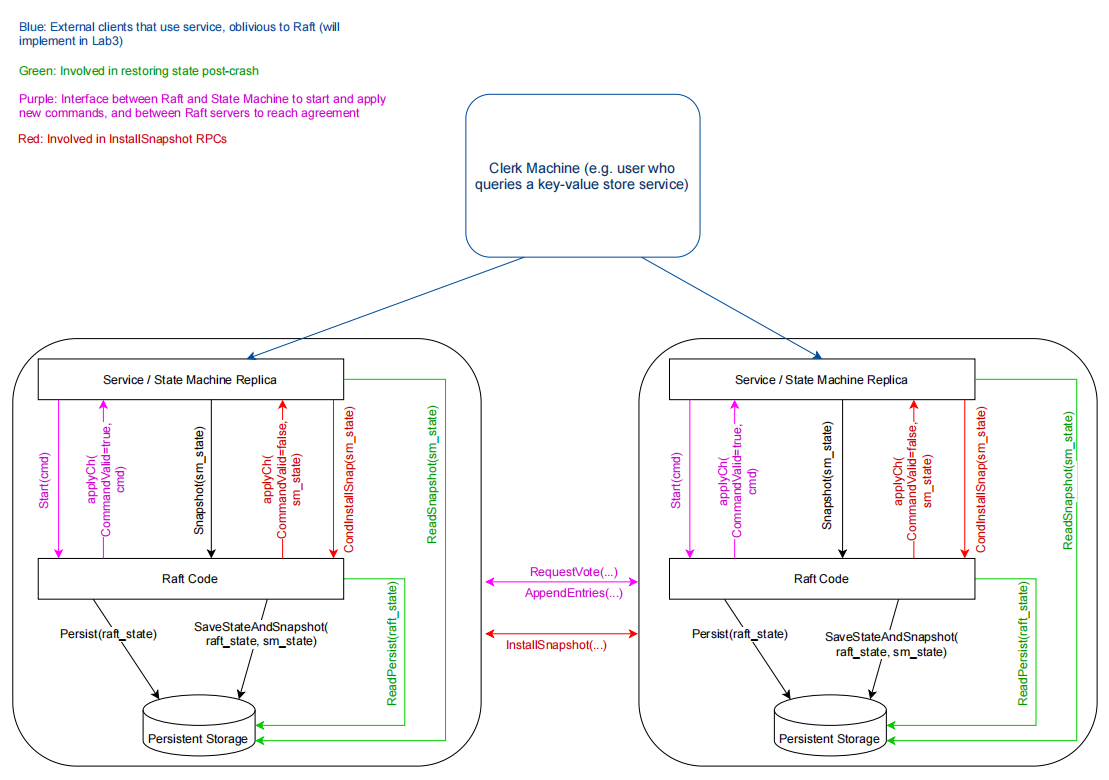 Blue: External clients that use service, oblivious to Raft (will
implement in Lab3)
Green: Involved in restoring state post-crash
Purple: Interface between Raft and State Machine to start and apply
new commands, and between Raft servers to reach agreement
Red: Involved in InstallSnapshot RPCs
Clerk Machine (e.g. user who
queries a key-value store service)
Service / State Machine Replica
Start(cmd)
applyCh(
CommandValid=true,
cmd)
Snapshot(sm_state)
applyCh(
CommandValid=false,
sm_state)
CondInstallSnap(sm_state)
ReadSnapshot(sm_state)
Raft Code
Persist(raft_state)
SaveStateAndSnapshot(
raft_state, sm_state)
ReadPersist(raft_state)
Persistent Storage
RequestVote(...)
AppendEntries(...)
InstallSnapshot(...)
Service / State Machine Replica
Start(cmd)
applyCh(
CommandValid=true,
cmd)
Snapshot(sm_state)
applyCh(
CommandValid=false,
sm_state)
CondInstallSnap(sm_state)
ReadSnapshot(sm_state)
Raft Code
Persist(raft_state)
SaveStateAndSnapshot(
raft_state, sm_state)
ReadPersist(raft_state)
Persistent Storage